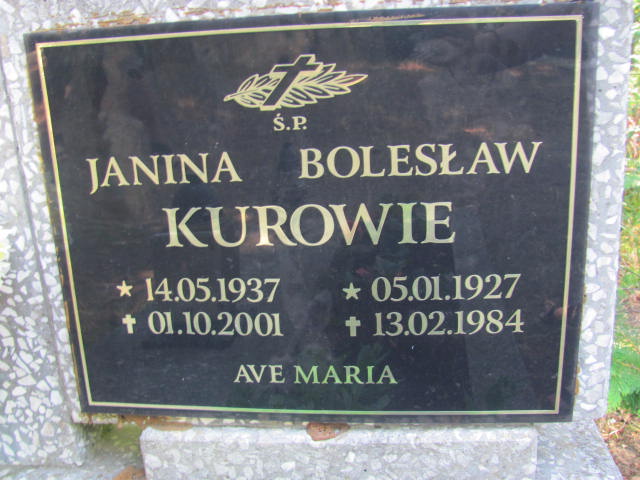 Ś.P.
JANINA BOLESŁAW
KUROWIE
★ 14.05.1937 ★ 05.01.1927
✝ 01.10.2001 ✝ 13.02.1984
AVE MARIA